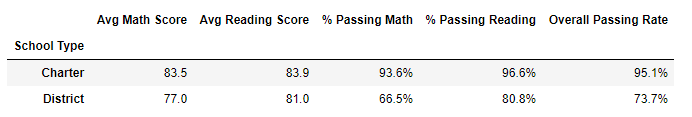 Avg Math Score Avg Reading Score % Passing Math % Passing Reading Overall Passing Rate
School Type
Charter 83.5 83.9 93.6% 96.6% 95.1%
District 77.0 81.0 66.5% 80.8% 73.7%